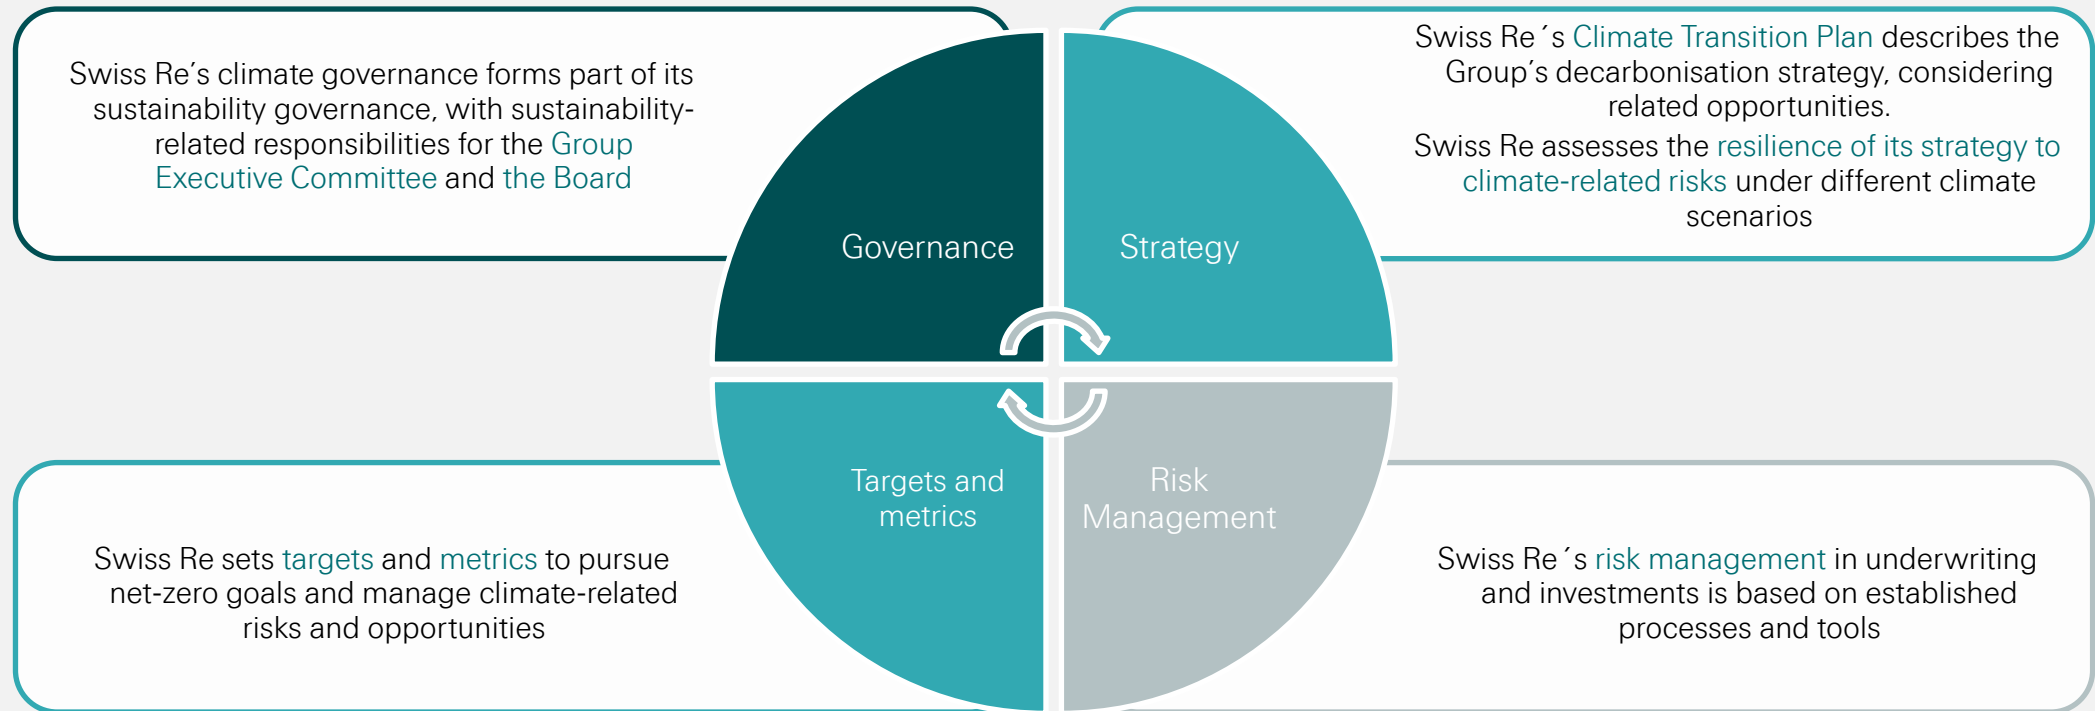 Swiss Re’s climate governance forms part of its
sustainability governance, with sustainability-
related responsibilities for the Group
Executive Committee and the Board
Swiss Re´s Climate Transition Plan describes the
Group’s decarbonisation strategy, considering
related opportunities.
Swiss Re assesses the resilience of its strategy to
climate-related risks under different climate
scenarios
Governance
Strategy
Targets and
metrics
Risk
Management
Swiss Re sets targets and metrics to pursue
net-zero goals and manage climate-related
risks and opportunities
Swiss Re´s risk management in underwriting
and investments is based on established
processes and tools